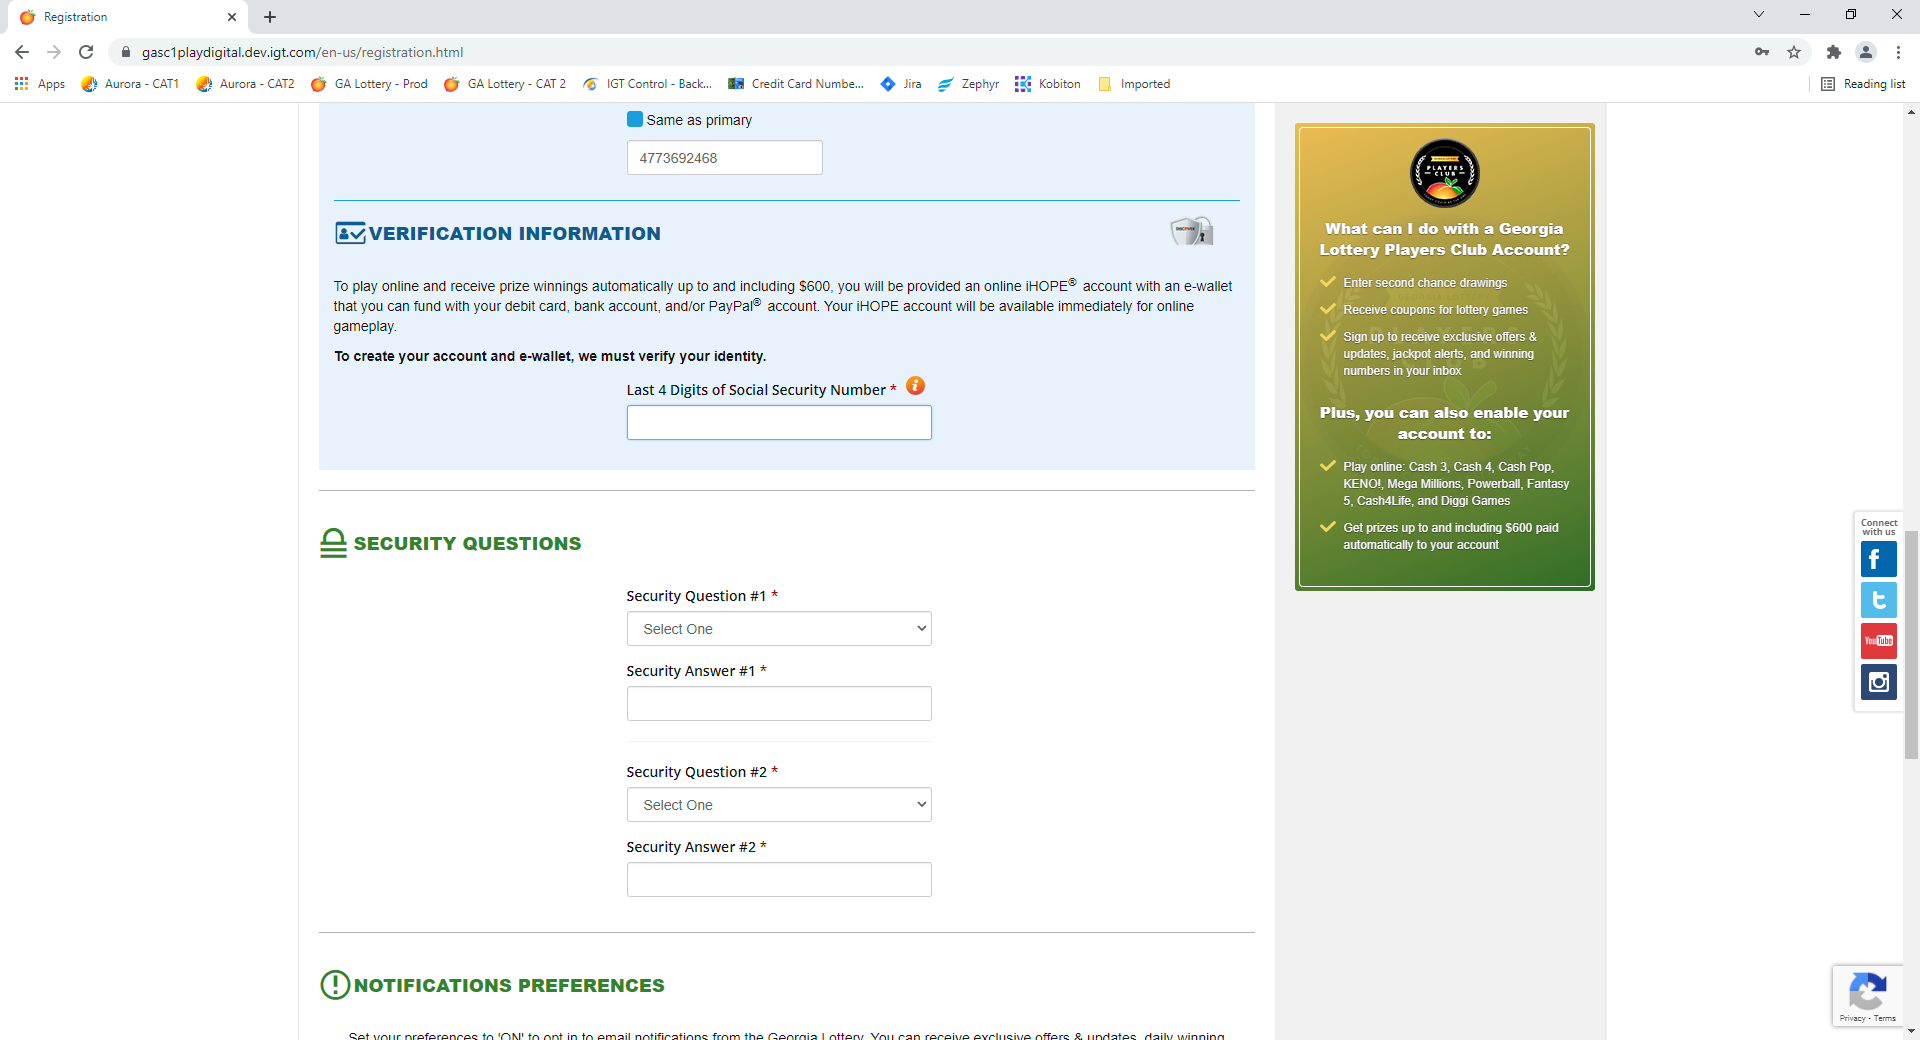 Registration
gasc1playdigital.dev.igt.com/en-us/registration.html
Apps Aurora - CAT1 Aurora - CAT2 GA Lottery - Prod GA Lottery - CAT 2 IGT Control - Back... Credit Card Numbe... Jira Zephyr Kobiton Imported Reading list
Same as primary
4773692468
VERIFICATION INFORMATION
To play online and receive prize winnings automatically up to and including $600, you will be provided an online iHOPE® account with an e-wallet
that you can fund with your debit card, bank account, and/or PayPal® account. Your iHOPE account will be available immediately for online
gameplay.
To create your account and e-wallet, we must verify your identity.
Last 4 Digits of Social Security Number *
SECURITY QUESTIONS
Security Question #1 *
Select One
Security Answer #1 *
Security Question #2 *
Select One
Security Answer #2 *
NOTIFICATIONS PREFERENCES
Set your preferences to 'ON' to opt in to email notifications from the Georgia Lottery. You can receive exclusive offers & updates, daily winning
PLAYERS
CLUB
What can I do with a Georgia
Lottery Players Club Account?
Enter second chance drawings
Receive coupons for lottery games
Sign up to receive exclusive offers &
updates, jackpot alerts, and winning
numbers in your inbox
Plus, you can also enable your
account to:
Play online: Cash 3, Cash 4, Cash Pop,
KENO!, Mega Millions, Powerball, Fantasy
5, Cash4Life, and Diggi Games
Get prizes up to and including $600 paid
automatically to your account
Connect
with us
YouTube
Privacy - Terms